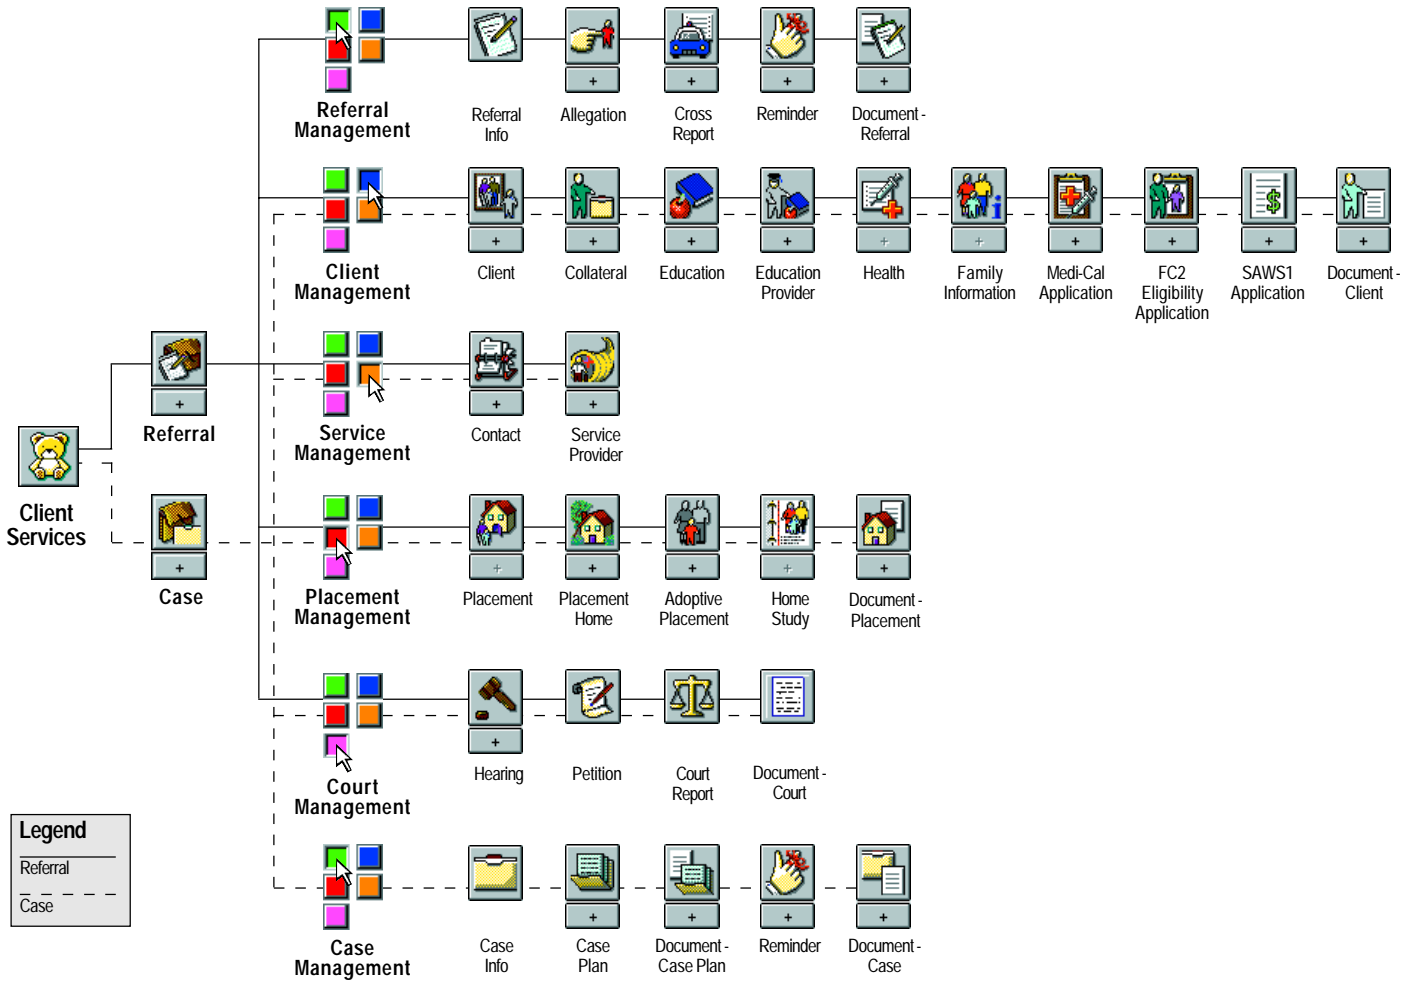 Referral
Management
Referral
Info
Allegation
+
Cross
Report
+
Reminder
+
Document -
Referral
+
Client
Management
+
Client
+
Collateral
+
Education
+
Education
Provider
+
Health
+
Family
Information
+
Medi-Cal
Application
+
FC2
Eligibility
Application
+
SAWS1
Application
+
Document -
Client
+
Referral
Service
Management
+
Contact
+
Service
Provider
Client
Services
+
Case
Placement
Management
+
Placement
+
Placement
Home
+
Adoptive
Placement
+
Home
Study
+
Document -
Placement
Court
Management
+
Hearing
Petition
Court
Report
Document -
Court
Legend
Referral
Case
Case
Management
Case
Info
+
Case
Plan
+
Document -
Case Plan
+
Reminder
+
Document -
Case